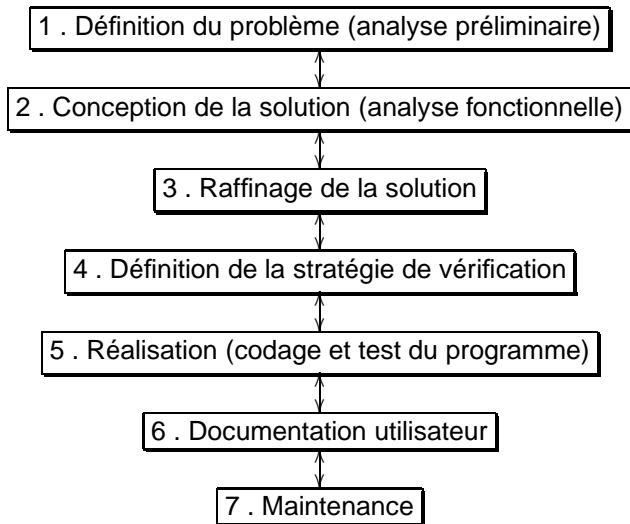 1 . Définition du problème (analyse préliminaire)
2 . Conception de la solution (analyse fonctionnelle)
3 . Raffinage de la solution
4 . Définition de la stratégie de vérification
5 . Réalisation (codage et test du programme)
6 . Documentation utilisateur
7 . Maintenance